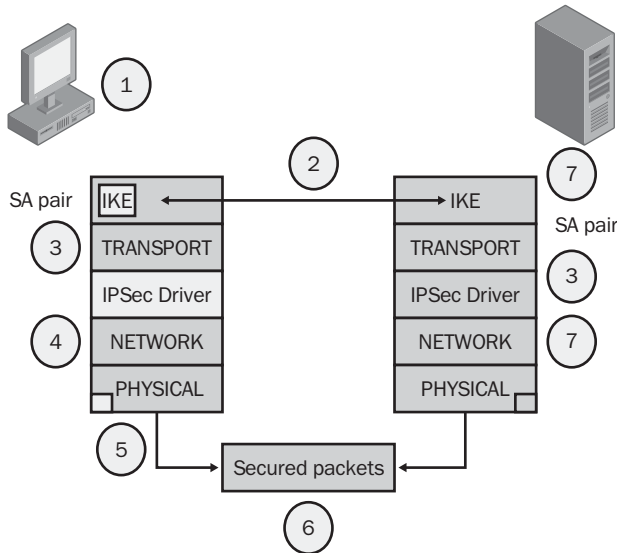 1
2
7
SA pair
IKE
IKE
SA pair
3
TRANSPORT
TRANSPORT
3
IPSec Driver
IPSec Driver
4
NETWORK
NETWORK
7
PHYSICAL
PHYSICAL
5
Secured packets
6